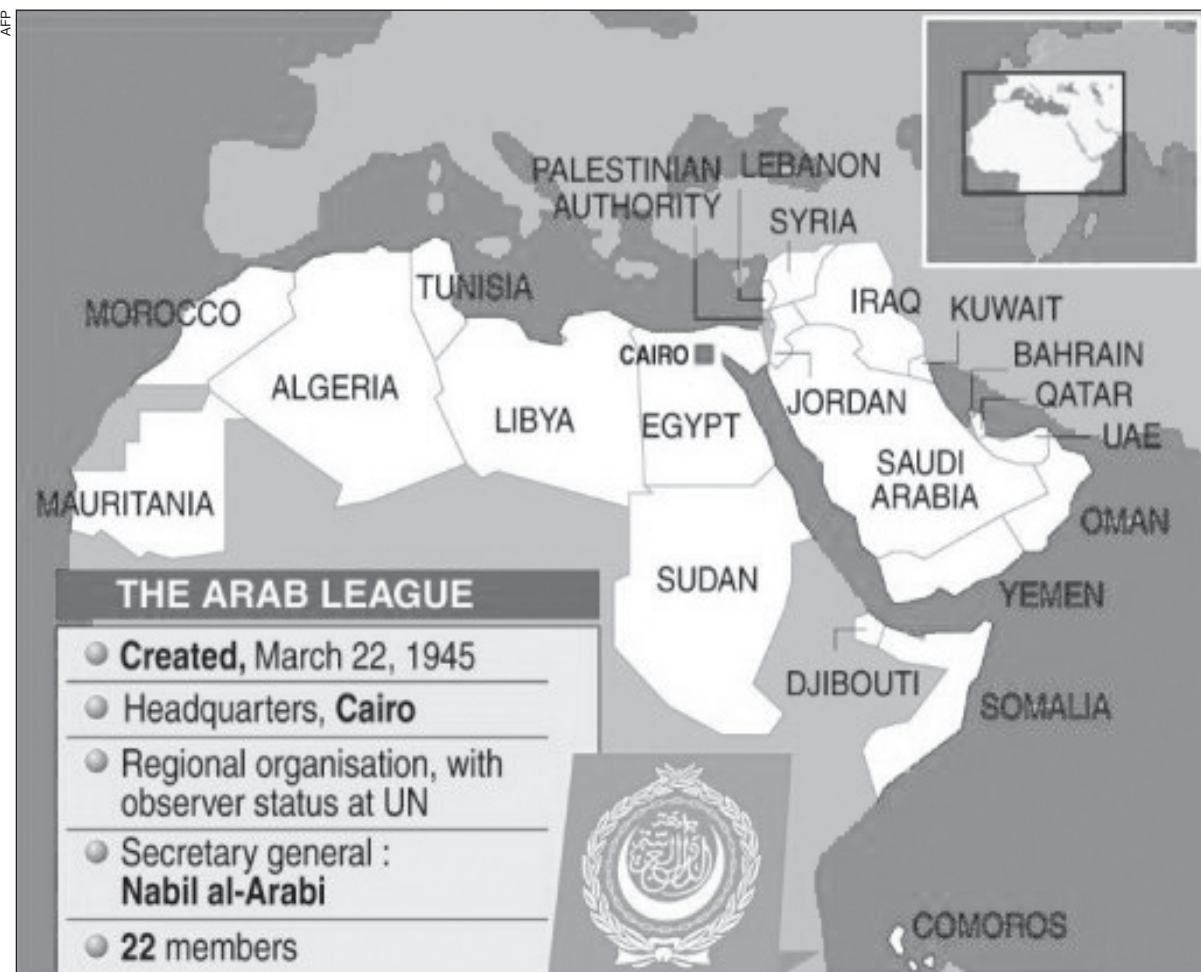 AFP
PALESTINIAN
AUTHORITY
LEBANON
SYRIA
TUNISIA
MOROCCO
IRAQ
KUWAIT
CAIRO
BAHRAIN
ALGERIA
JORDAN
QATAR
LIBYA
EGYPT
UAE
SAUDI
ARABIA
MAURITANIA
OMAN
SUDAN
YEMEN
DJIBOUTI
SOMALIA
THE ARAB LEAGUE
Created, March 22, 1945
Headquarters, Cairo
Regional organisation, with
observer status at UN
Secretary general :
Nabil al-Arabi
22 members
COMOROS